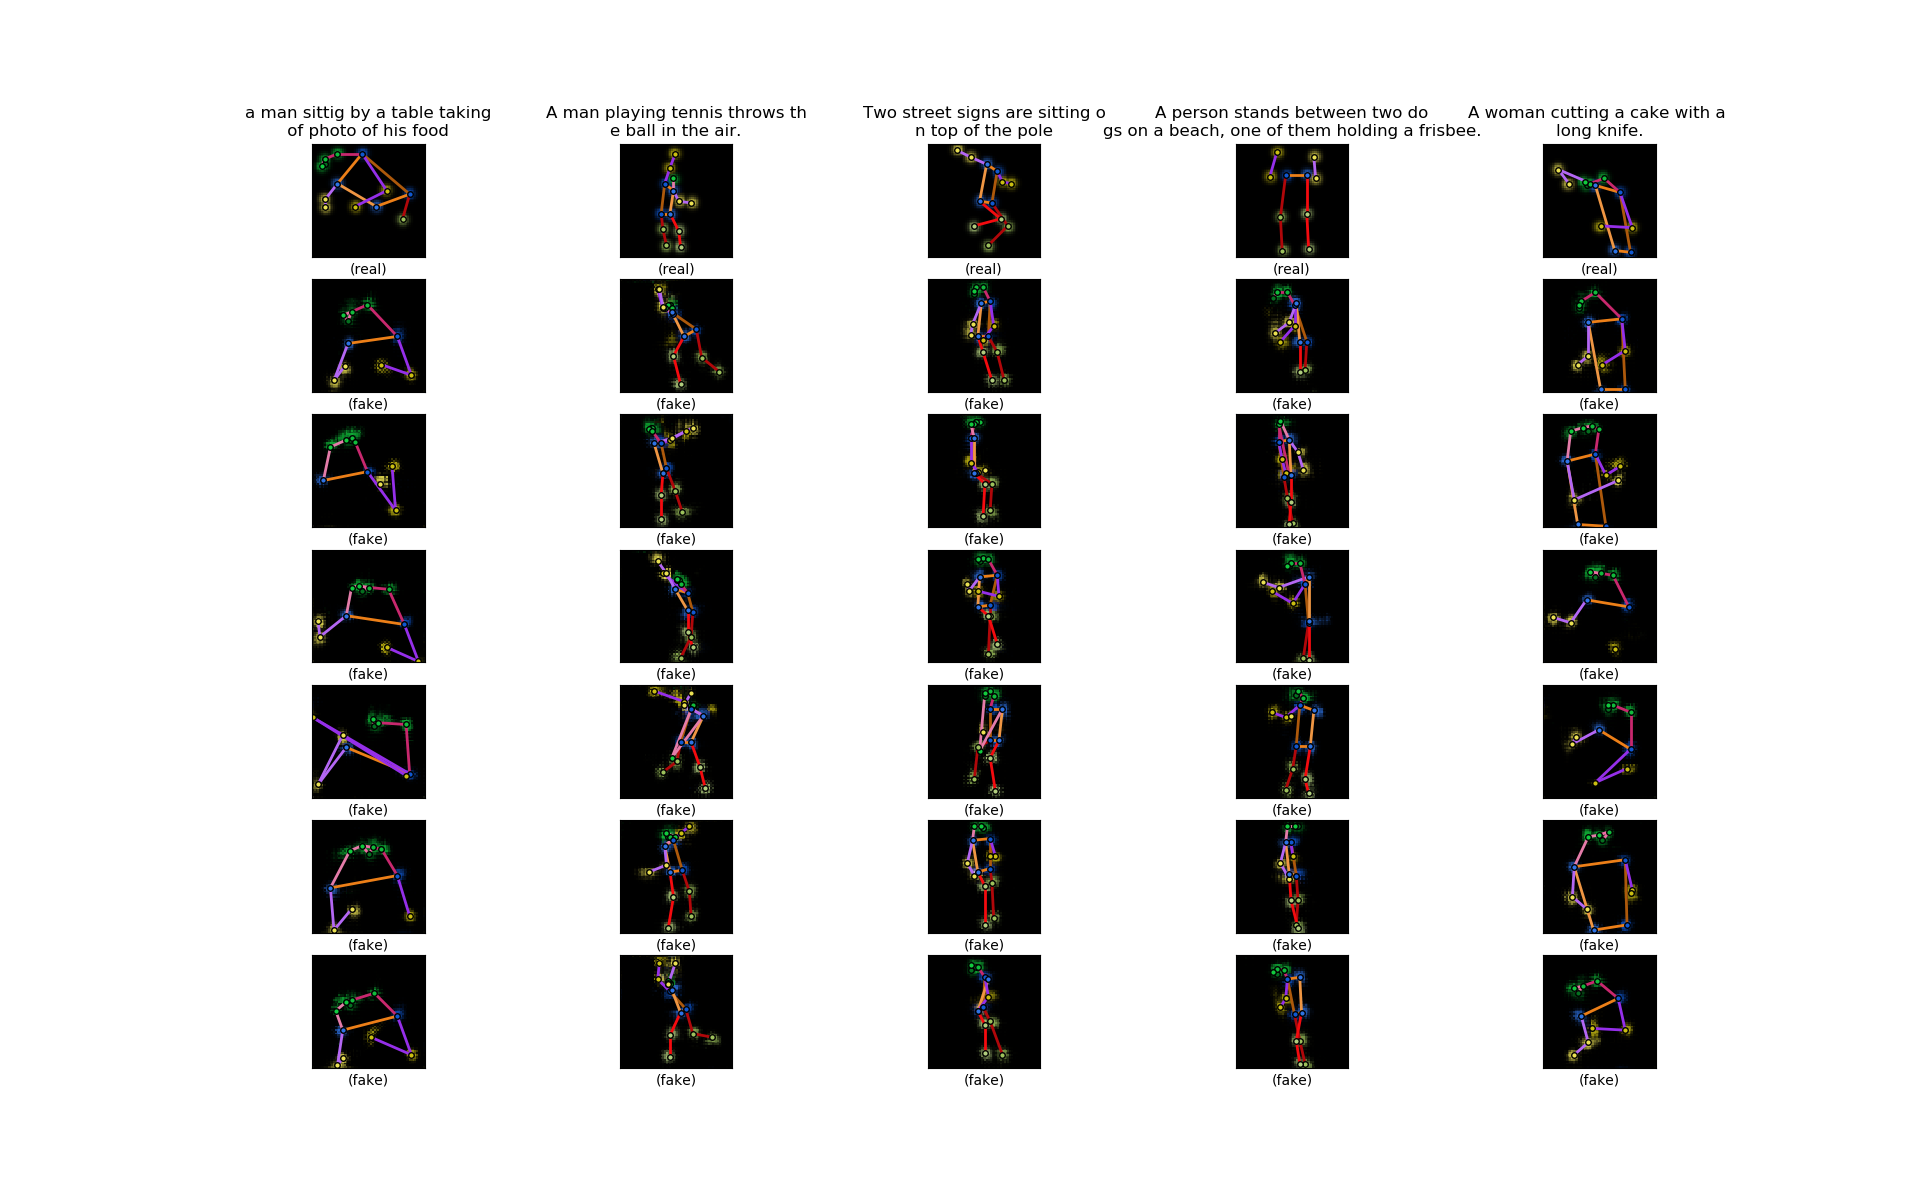 a man sittig by a table taking
of photo of his food
A man playing tennis throws th
e ball in the air.
Two street signs are sitting o
n top of the pole
A person stands between two do
gs on a beach, one of them holding a frisbee.
A woman cutting a cake with a
long knife.
(real) (real) (real) (real) (real)
(fake) (fake) (fake) (fake) (fake)
(fake) (fake) (fake) (fake) (fake)
(fake) (fake) (fake) (fake) (fake)
(fake) (fake) (fake) (fake) (fake)
(fake) (fake) (fake) (fake) (fake)
(fake) (fake) (fake) (fake) (fake)